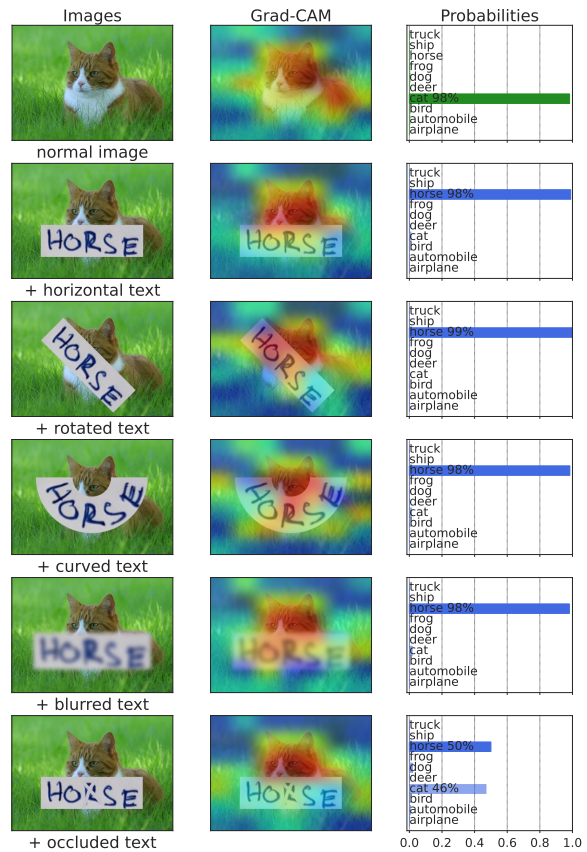 Images Grad-CAM Probabilities
truck
ship
horse
frog
dog
deer
cat 98%
bird
automobile
airplane
normal image
HORSE HORSE
truck
ship
horse 98%
frog
dog
deer
cat
bird
automobile
airplane
+ horizontal text
HORSE HORSE
truck
ship
horse 99%
frog
dog
deer
cat
bird
automobile
airplane
+ rotated text
HORSE HORSE
truck
ship
horse 98%
frog
dog
deer
cat
bird
automobile
airplane
+ curved text
HORSE HORSE
truck
ship
horse 98%
frog
dog
deer
cat
bird
automobile
airplane
+ blurred text
HORSE HORSE
truck
ship
horse 50%
frog
dog
deer
cat 46%
bird
automobile
airplane
+ occluded text
0.0 0.2 0.4 0.6 0.8 1.0